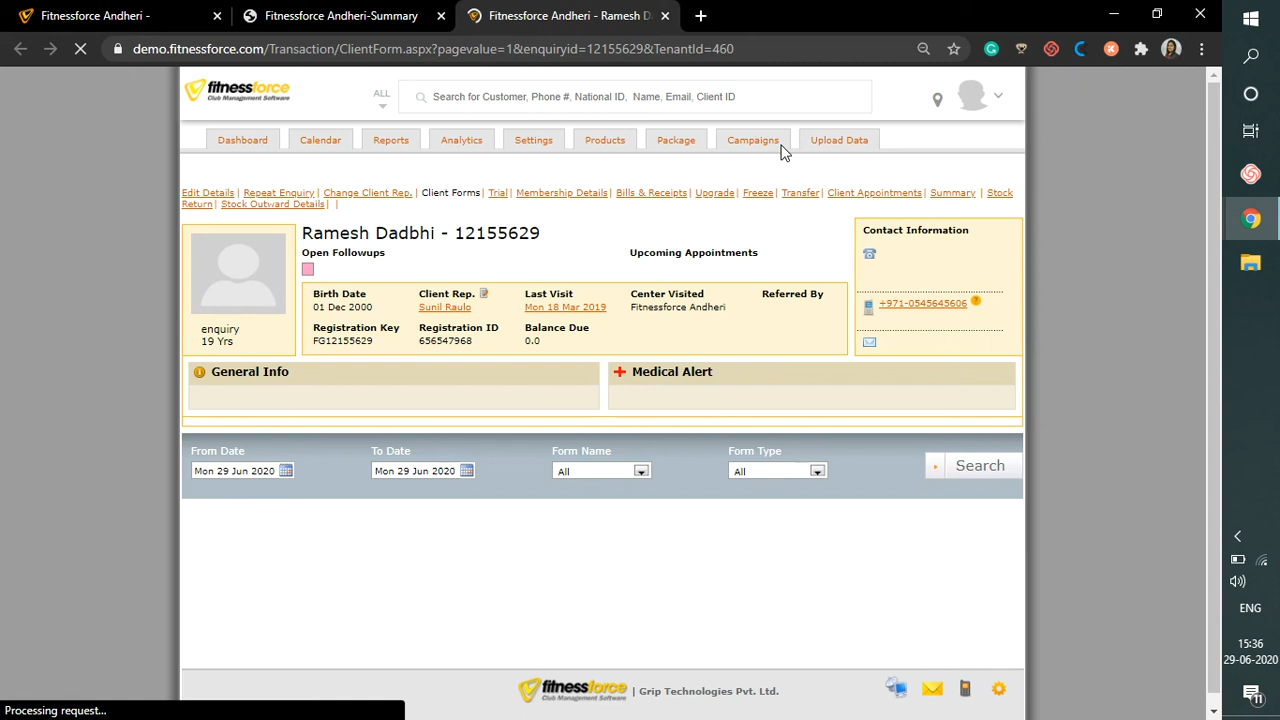 Fitnessforce Andheri -
Fitnessforce Andheri-Summary
Fitnessforce Andheri - Ramesh D
demo.fitnessforce.com/Transaction/ClientForm.aspx?pagevalue=1&enquiryid=12155629&TenantId=460
fitnessforce
Club Management Software
ALL
Search for Customer, Phone #, National ID, Name, Email, Client ID
Dashboard Calendar Reports Analytics Settings Products Package Campaigns Upload Data
Edit Details | Repeat Enquiry | Change Client Rep. | Client Forms | Trial | Membership Details | Bills & Receipts | Upgrade | Freeze | Transfer | Client Appointments | Summary | Stock
Return | Stock Outward Details | |
Ramesh Dadbhi - 12155629
Open Followups Upcoming Appointments
Contact Information
Birth Date Client Rep. Last Visit Center Visited Referred By
01 Dec 2000 Sunil Raulo Mon 18 Mar 2019 Fitnessforce Andheri
+971-0545645606 ?
enquiry
19 Yrs
Registration Key Registration ID Balance Due
FG12155629 656547968 0.0
General Info Medical Alert
From Date To Date Form Name Form Type
Mon 29 Jun 2020 Mon 29 Jun 2020 All All
Search
fitnessforce | Grip Technologies Pvt. Ltd.
Club Management Software
Processing request...
ENG
15:36
29-06-2020
11